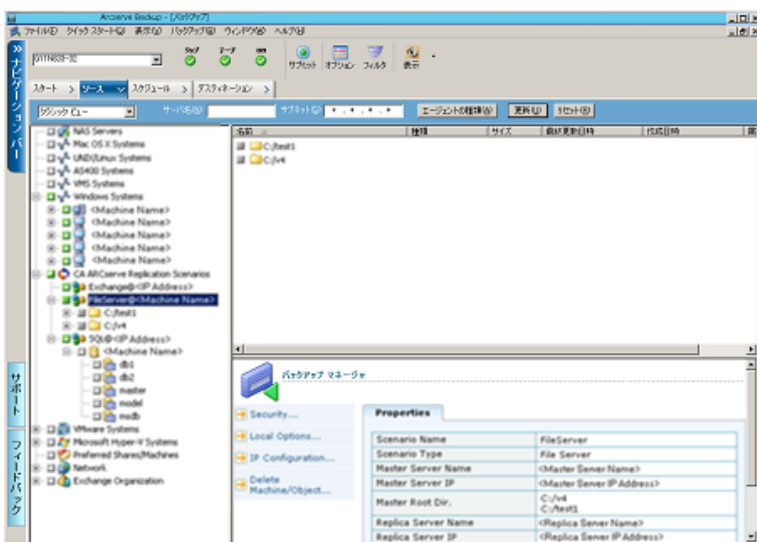 Arcserve Backup - [バックアップ]
ファイル(F) クイック スタート(Q) 表示(V) バックアップ(B) ウィンドウ(W) ヘルプ(H)
ジョブ テープ
サブセット オプション フィルタ 表示
スタート ソース スケジュール デスティネーション
クラシック ビュー サーバ名 サブネット エージェントの種類 更新(U) リセット(R)
ナビゲーション バー
サポート
フィードバック
NAS Servers
Mac OS X Systems
UNIX/Linux Systems
AS400 Systems
VMS Systems
Windows Systems
<Machine Name>
<Machine Name>
<Machine Name>
<Machine Name>
<Machine Name>
CA ARCserve Replication Scenarios
Exchange@<IP Address>
FileServer@<Machine Name>
C:/test1
C:/v4
SQL@<IP Address>
<Machine Name>
db1
db2
master
model
msdb
VMware Systems
Microsoft Hyper-V Systems
Preferred Shares/Machines
Network
Exchange Organization
名前 種類 サイズ 最終更新日時 作成日時
C:/test1
C:/v4
バックアップ マネージャ
Security...
Local Options...
IP Configuration...
Delete Machine/Object...
Properties
Scenario Name FileServer
Scenario Type File Server
Master Server Name <Master Server Name>
Master Server IP <Master Server IP Address>
Master Root Dir. C:/v4
C:/test1
Replica Server Name <Replica Server Name>
Replica Server IP <Replica Server IP Address>